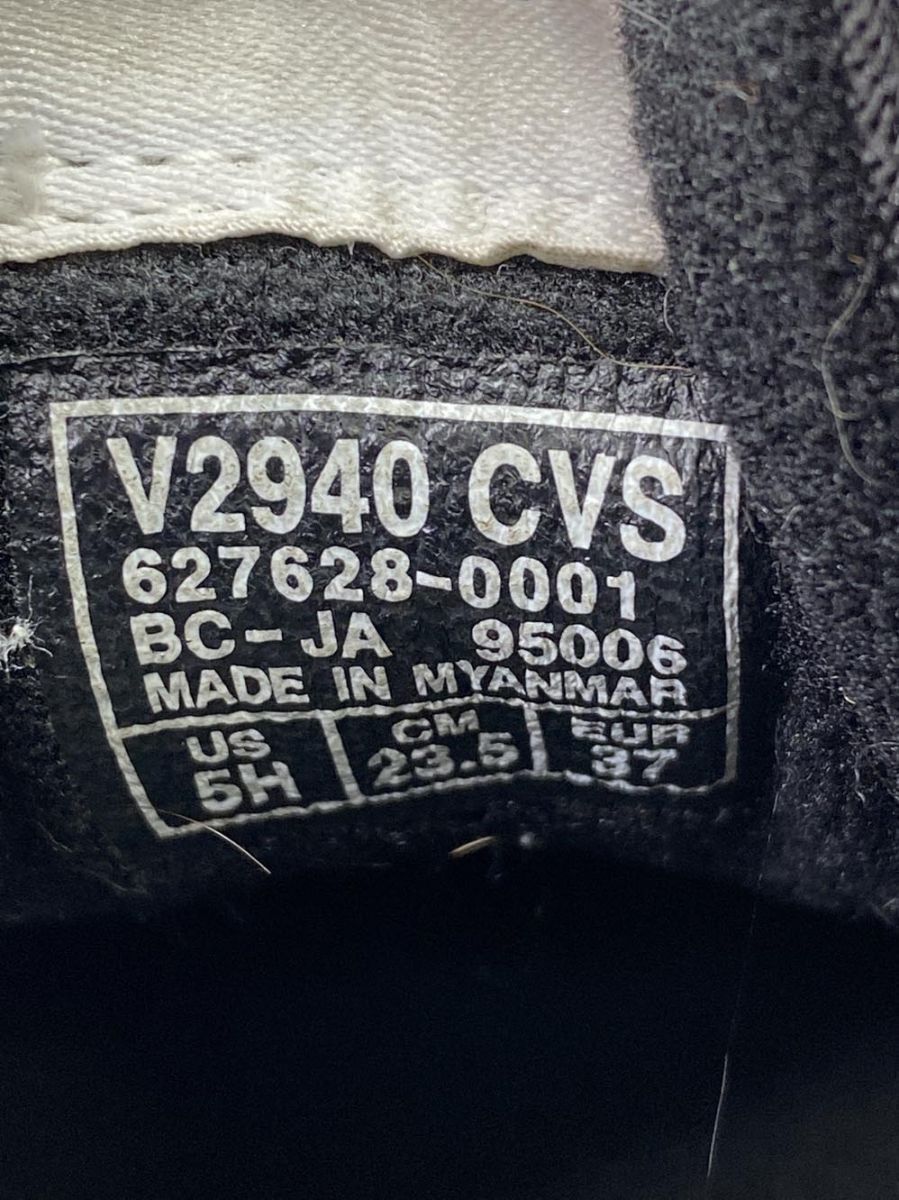 V2940 CVS
627628-0001
BC-JA 95006
MADE IN MYANMAR
US CM EUR
5H 23.5 37